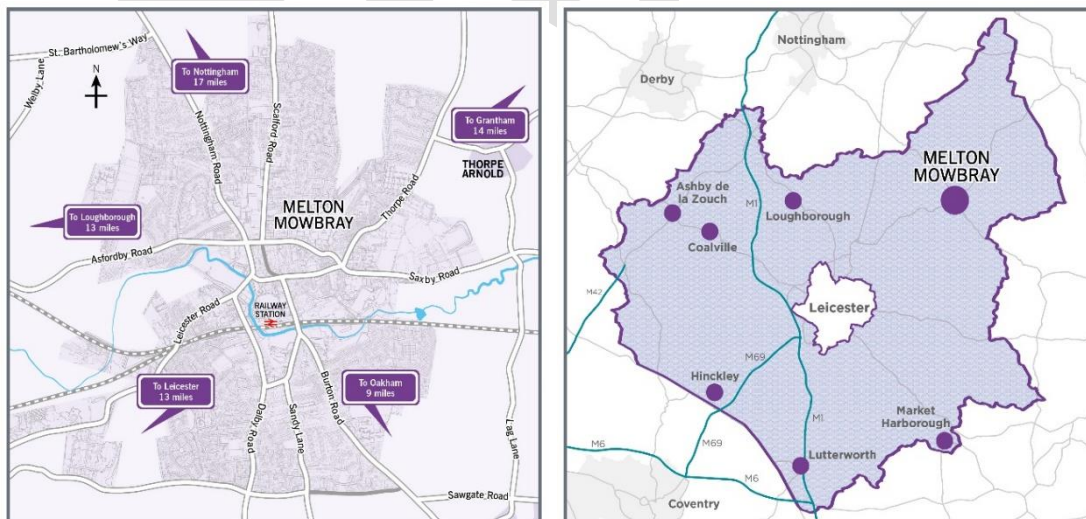 St. Bartholomew's Way
Welby Lane
N
To Nottingham
17 miles
Nottingham Road
Scalford Road
To Grantham
14 miles
THORPE
ARNOLD
MELTON
MOWBRAY
Thorpe Road
To Loughborough
13 miles
Asfordby Road
Saxby Road
Leicester Road
RAILWAY
STATION
To Leicester
13 miles
To Oakham
9 miles
Dalby Road
Sandy Lane
Burton Road
Lag Lane
Sawgate Road
Nottingham
Derby
MELTON
MOWBRAY
Ashby de
la Zouch
M1
Loughborough
Coalville
M42
Leicester
M69
Hinckley
M1
Market
Harborough
M6
M69
Lutterworth
M6
Coventry